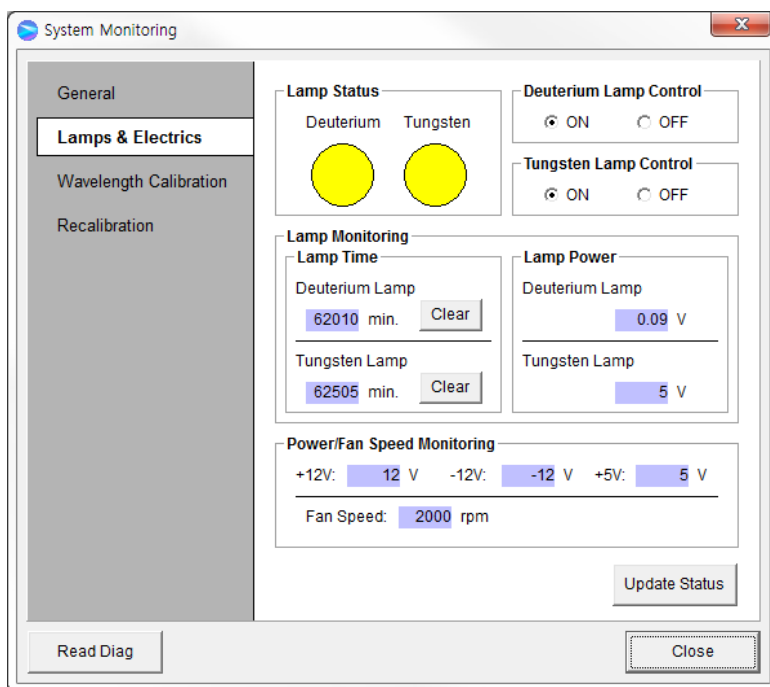 System Monitoring
General
Lamps & Electrics
Wavelength Calibration
Recalibration
Lamp Status
Deuterium Tungsten
Deuterium Lamp Control
ON OFF
Tungsten Lamp Control
ON OFF
Lamp Monitoring
Lamp Time
Deuterium Lamp
62010 min. Clear
Tungsten Lamp
62505 min. Clear
Lamp Power
Deuterium Lamp
0.09 V
Tungsten Lamp
5 V
Power/Fan Speed Monitoring
+12V: 12 V -12V: -12 V +5V: 5 V
Fan Speed: 2000 rpm
Update Status
Read Diag Close